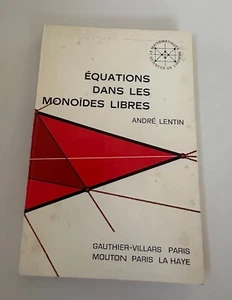 ÉQUATIONS
DANS LES
MONOÏDES LIBRES
ANDRÉ LENTIN
GAUTHIER-VILLARS PARIS
MOUTON PARIS LA HAYE